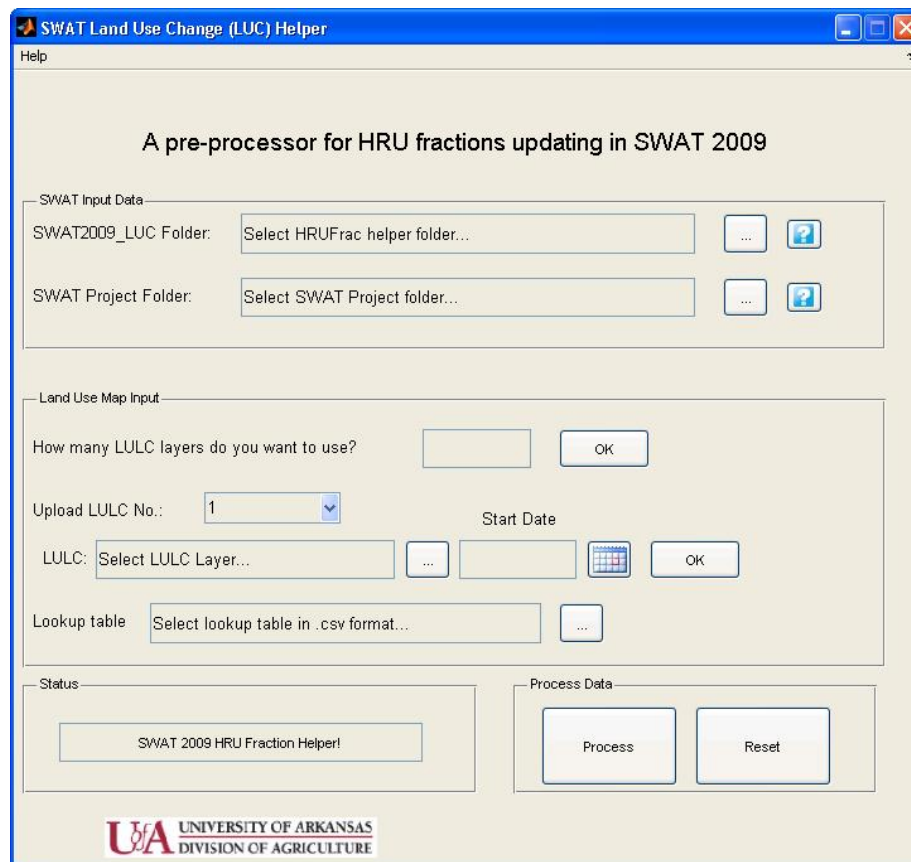 SWAT Land Use Change (LUC) Helper
Help
A pre-processor for HRU fractions updating in SWAT 2009
SWAT Input Data
SWAT2009_LUC Folder: Select HRUFrac helper folder... ... ?
SWAT Project Folder: Select SWAT Project folder... ... ?
Land Use Map Input
How many LULC layers do you want to use? OK
Upload LULC No.: 1
Start Date
LULC: Select LULC Layer... ... OK
Lookup table Select lookup table in .csv format... ...
Status
SWAT 2009 HRU Fraction Helper!
Process Data
Process Reset
UofA UNIVERSITY OF ARKANSAS
DIVISION OF AGRICULTURE